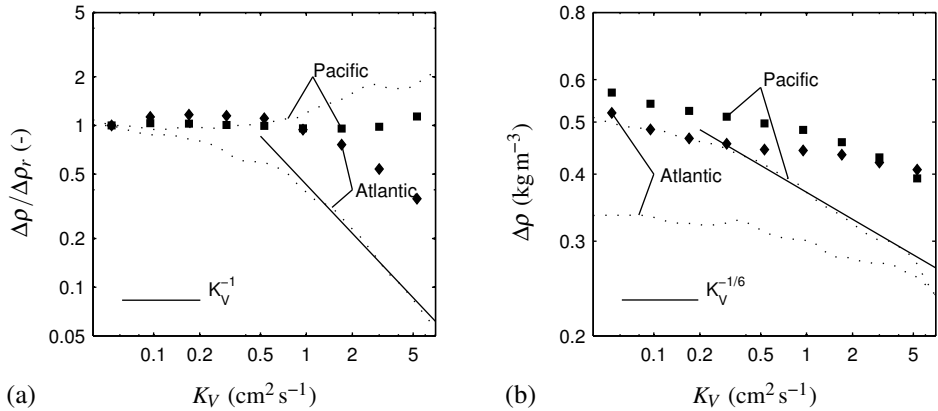 5
2
1
0.5
0.2
0.1
0.05
Δρ/Δρ_r (-)
Pacific
Atlantic
K_V^{-1}
0.1 0.2 0.5 1 2 5
(a) K_V (cm² s⁻¹)
0.8
0.6
0.5
0.4
0.3
0.2
Δρ (kg m⁻³)
Pacific
Atlantic
K_V^{-1/6}
0.1 0.2 0.5 1 2 5
(b) K_V (cm² s⁻¹)